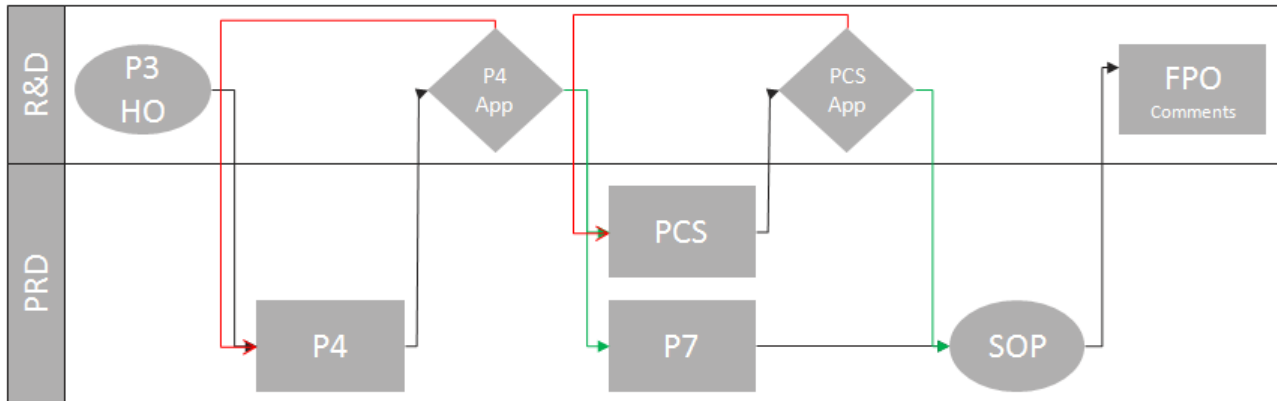 R&D
P3
HO
P4
App
PCS
App
FPO
Comments
PRD
PCS
P4
P7
SOP